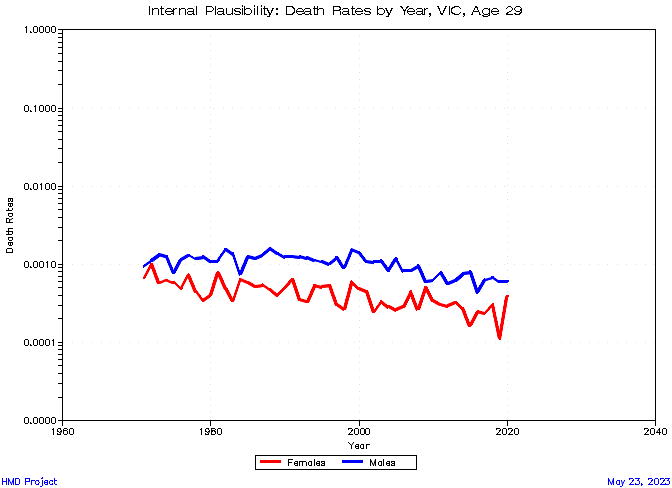 Internal Plausibility: Death Rates by Year, VIC, Age 29
1.0000
0.1000
0.0100
0.0010
0.0001
0.0000
Death Rates
1960
1980
2000
2020
2040
Year
Females
Males
HMD Project
May 23, 2023